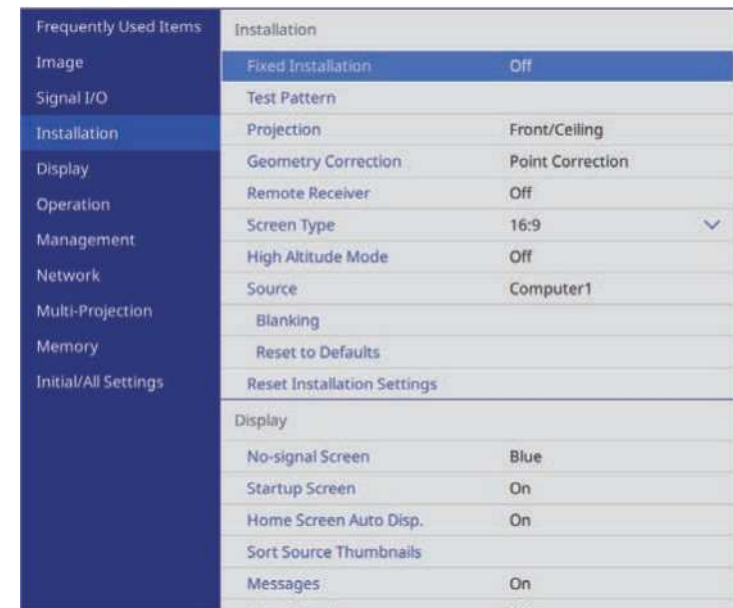 Frequently Used Items
Image
Signal I/O
Installation
Display
Operation
Management
Network
Multi-Projection
Memory
Initial/All Settings
Installation
Fixed Installation Off
Test Pattern
Projection Front/Ceiling
Geometry Correction Point Correction
Remote Receiver Off
Screen Type 16:9
High Altitude Mode Off
Source Computer1
Blanking
Reset to Defaults
Reset Installation Settings
Display
No-signal Screen Blue
Startup Screen On
Home Screen Auto Disp. On
Sort Source Thumbnails
Messages On